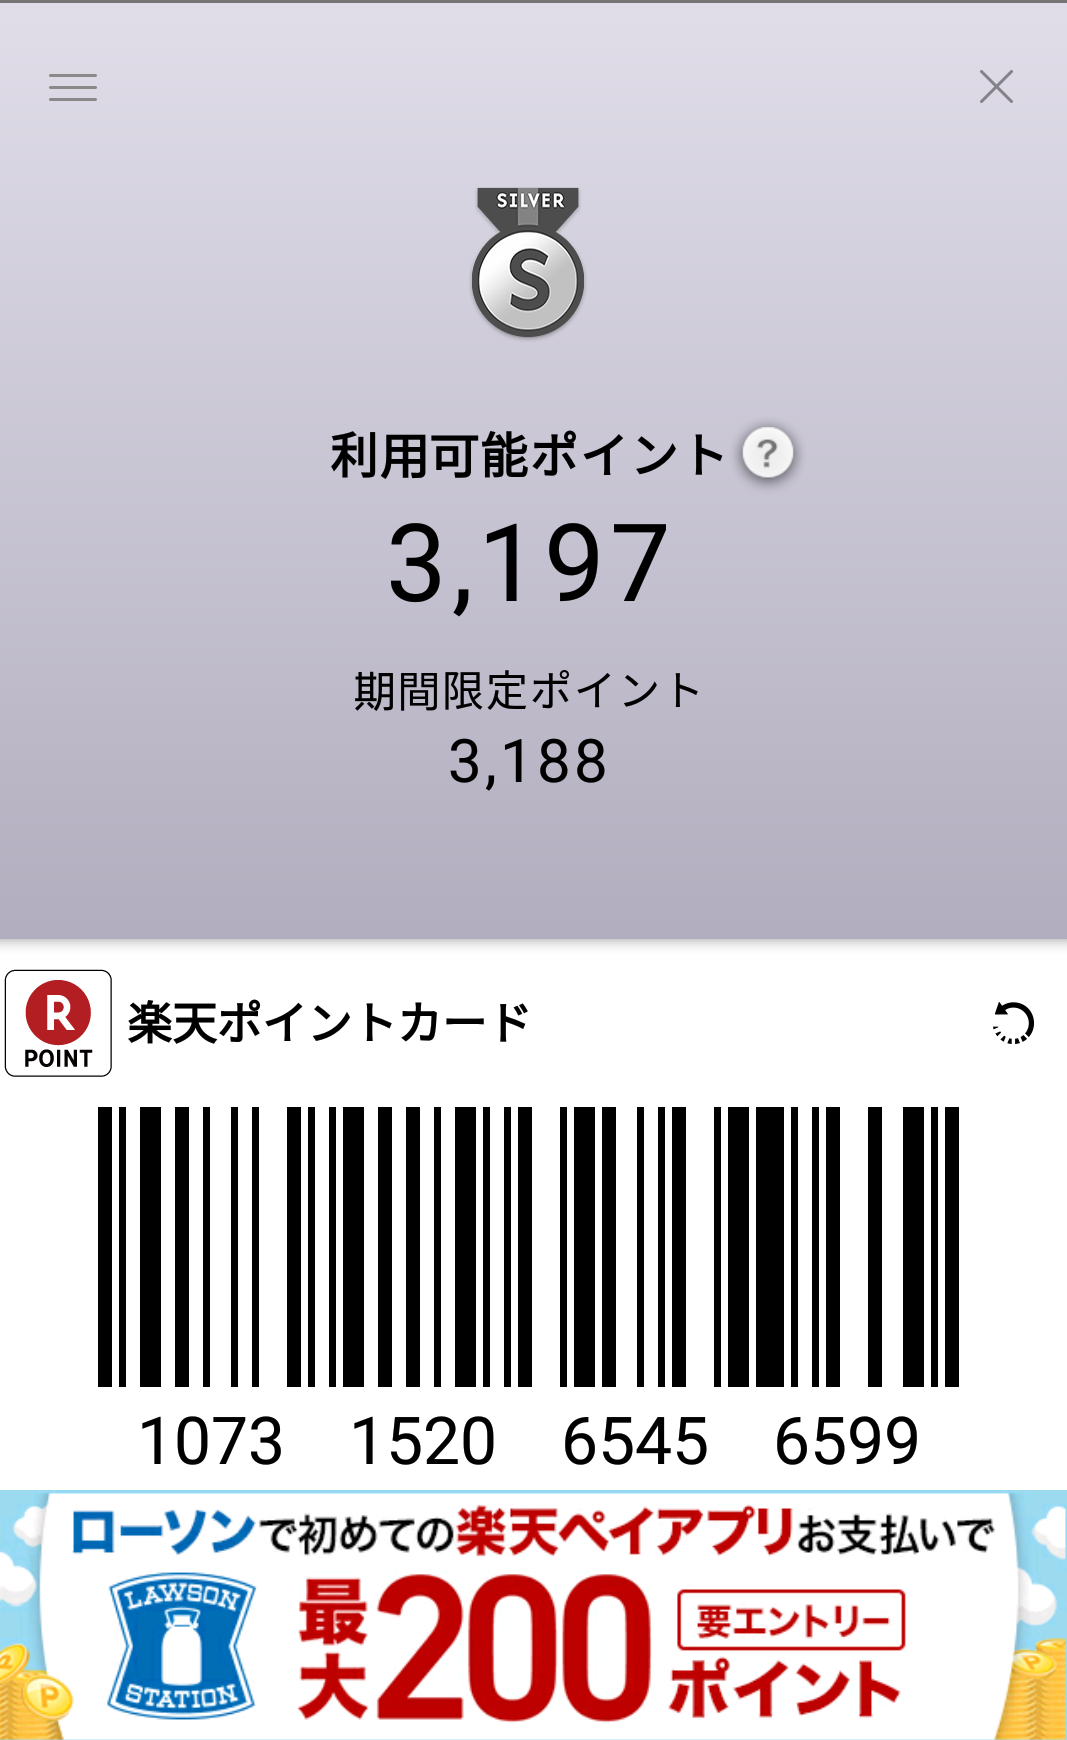 SILVER
S
利用可能ポイント ?
3,197
期間限定ポイント
3,188
R
POINT
楽天ポイントカード
1073 1520 6545 6599
ローソンで初めての楽天ペイアプリお支払いで
LAWSON
STATION
最大200ポイント
要エントリー
2
P
P